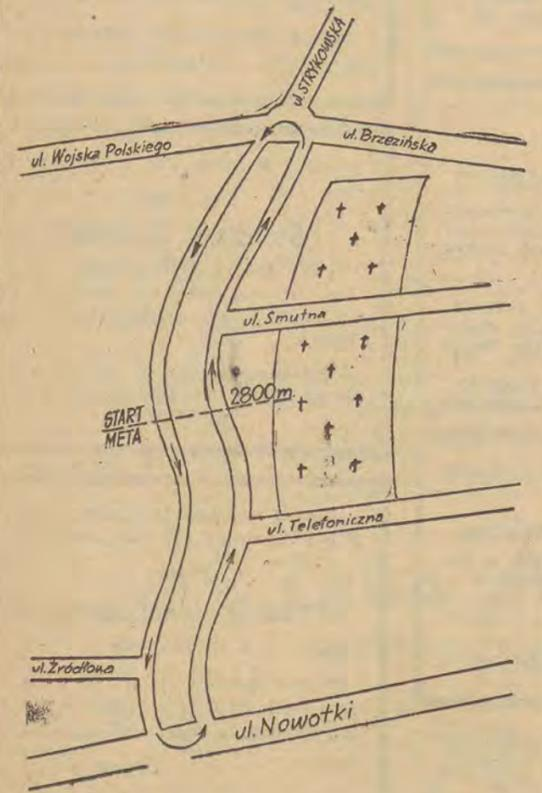 ul. STRYKOWSKA
ul. Wojska Polskiego
ul. Brzezińska
ul. Smutna
2800 m.
START
META
ul. Telefoniczna
ul. Źródłowa
ul. Nowotki